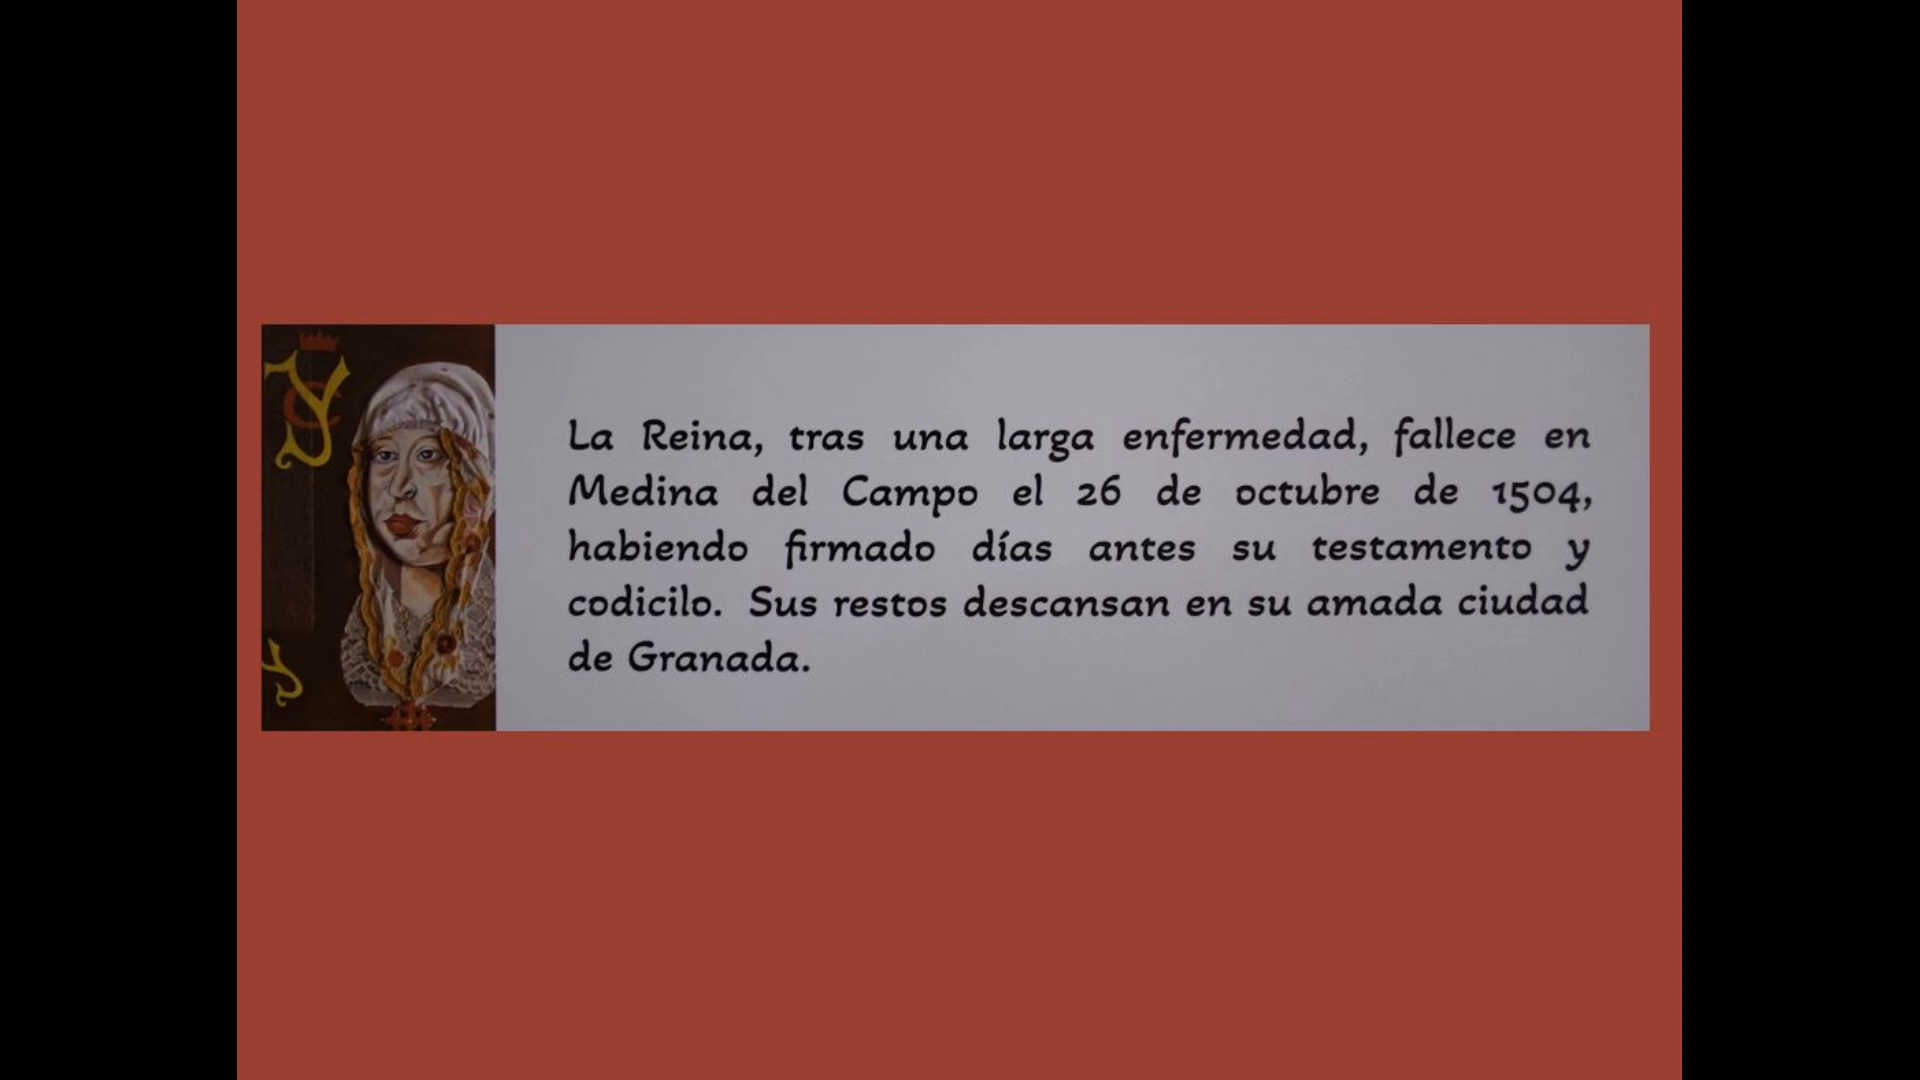 Y
C
La Reina, tras una larga enfermedad, fallece en
Medina del Campo el 26 de octubre de 1504,
habiendo firmado días antes su testamento y
codicilo. Sus restos descansan en su amada ciudad
de Granada.
y